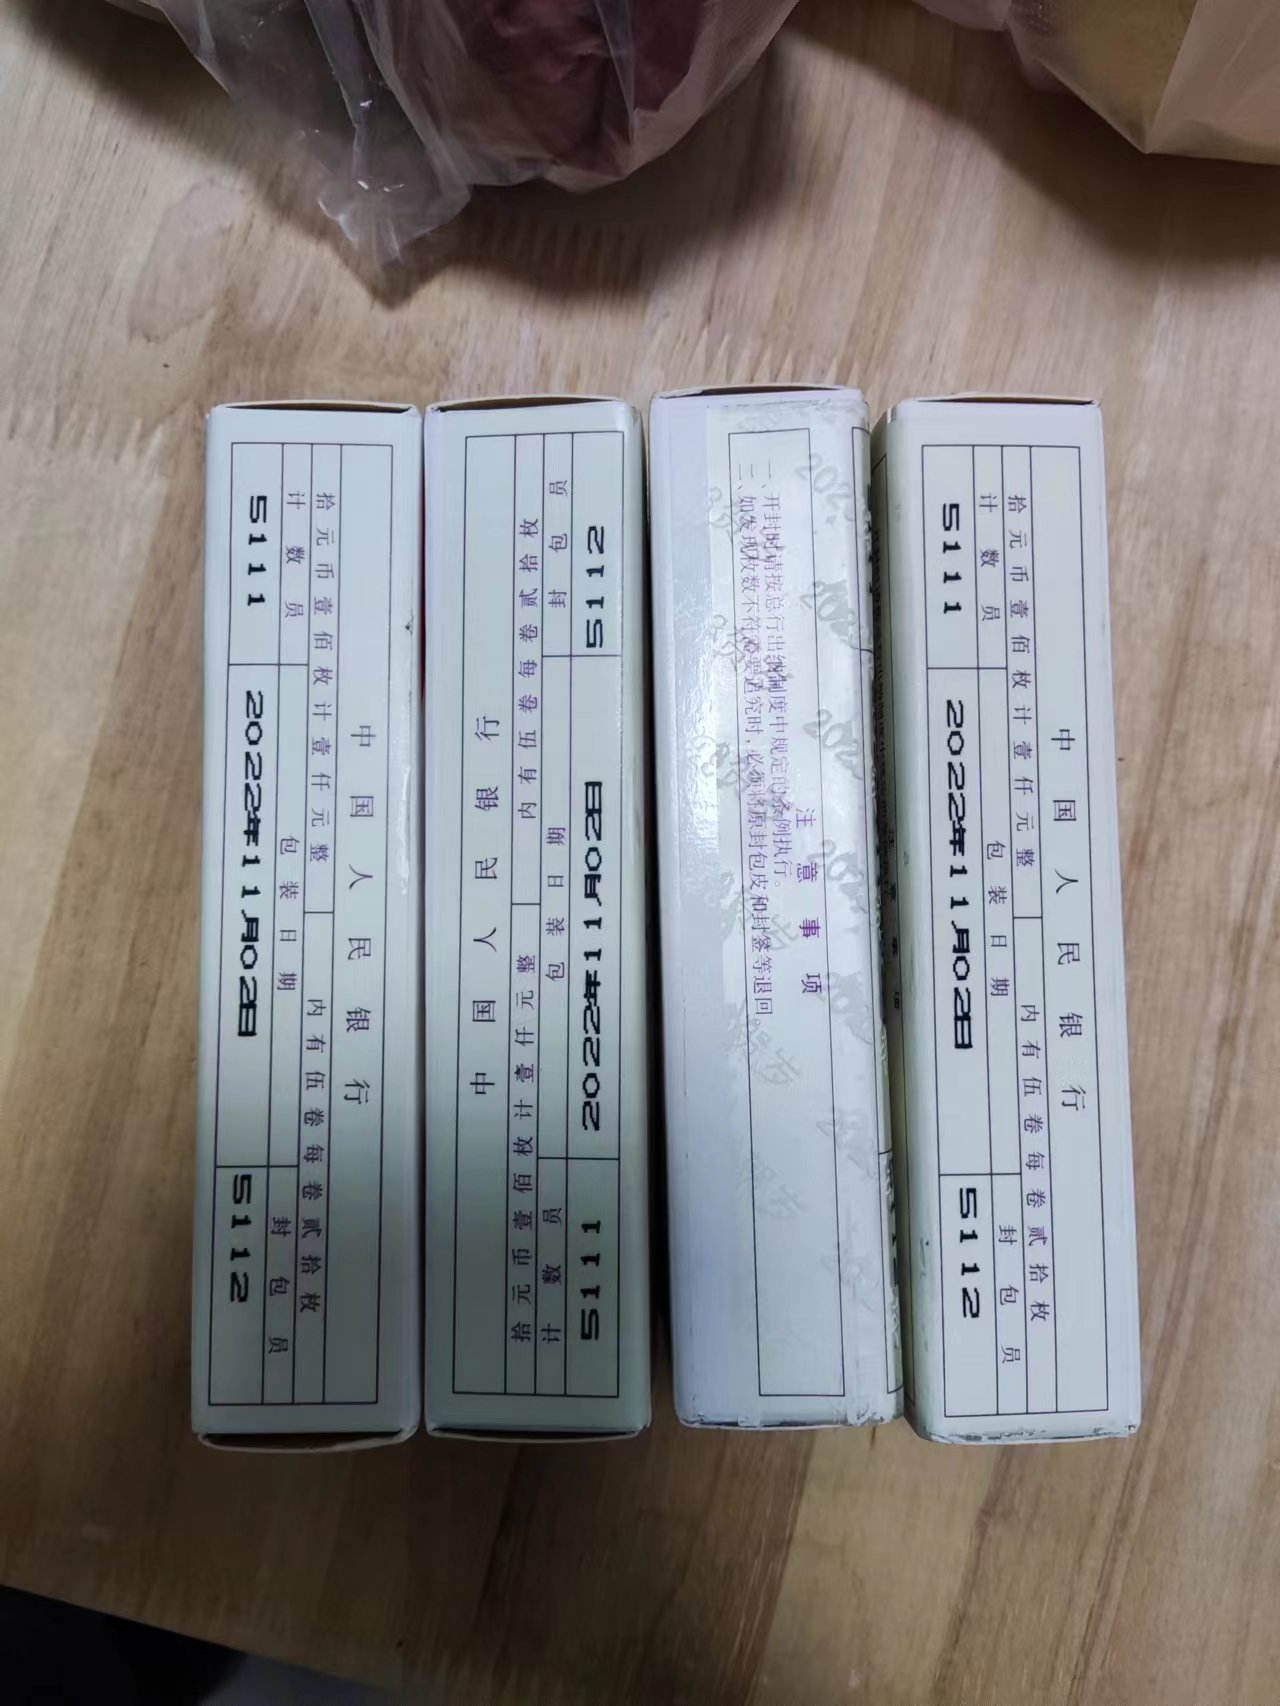 中国人民银行
拾元币壹佰枚计壹仟元整
内有伍卷每卷贰拾枚
计数员
包装日期
封包员
5111
2022年11月02日
5112
中国人民银行
拾元币壹佰枚计壹仟元整
内有伍卷每卷贰拾枚
计数员
包装日期
封包员
5111
2022年11月02日
5112
注意事项
一、开封时请按总行出纳制度中规定的条例执行。
二、如发现枚数不符需要追究时,必须将原封包皮和封签等退回。
中国人民银行
拾元币壹佰枚计壹仟元整
内有伍卷每卷贰拾枚
计数员
包装日期
封包员
5111
2022年11月02日
5112